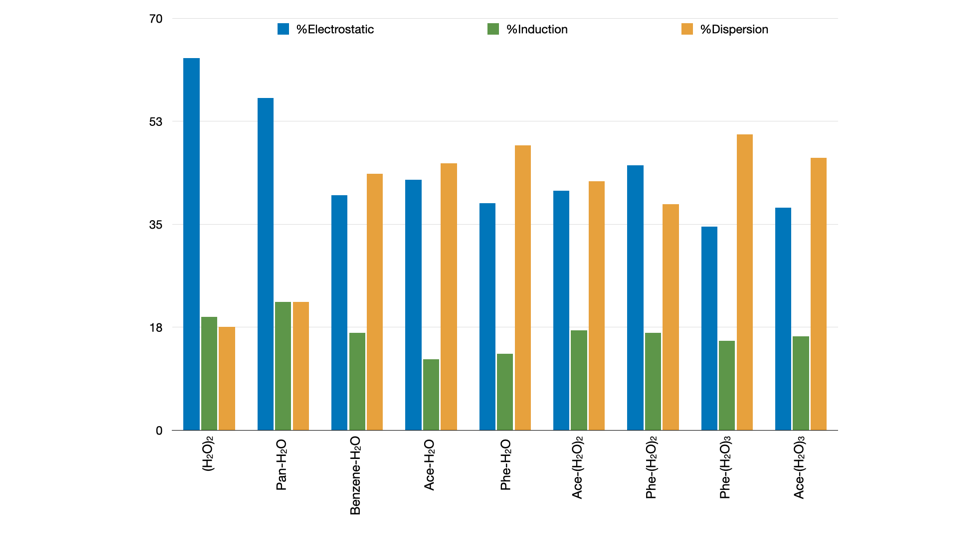 70
%Electrostatic
%Induction
%Dispersion
53
35
18
0
(H₂O)₂
Pan-H₂O
Benzene-H₂O
Ace-H₂O
Phe-H₂O
Ace-(H₂O)₂
Phe-(H₂O)₂
Phe-(H₂O)₃
Ace-(H₂O)₃